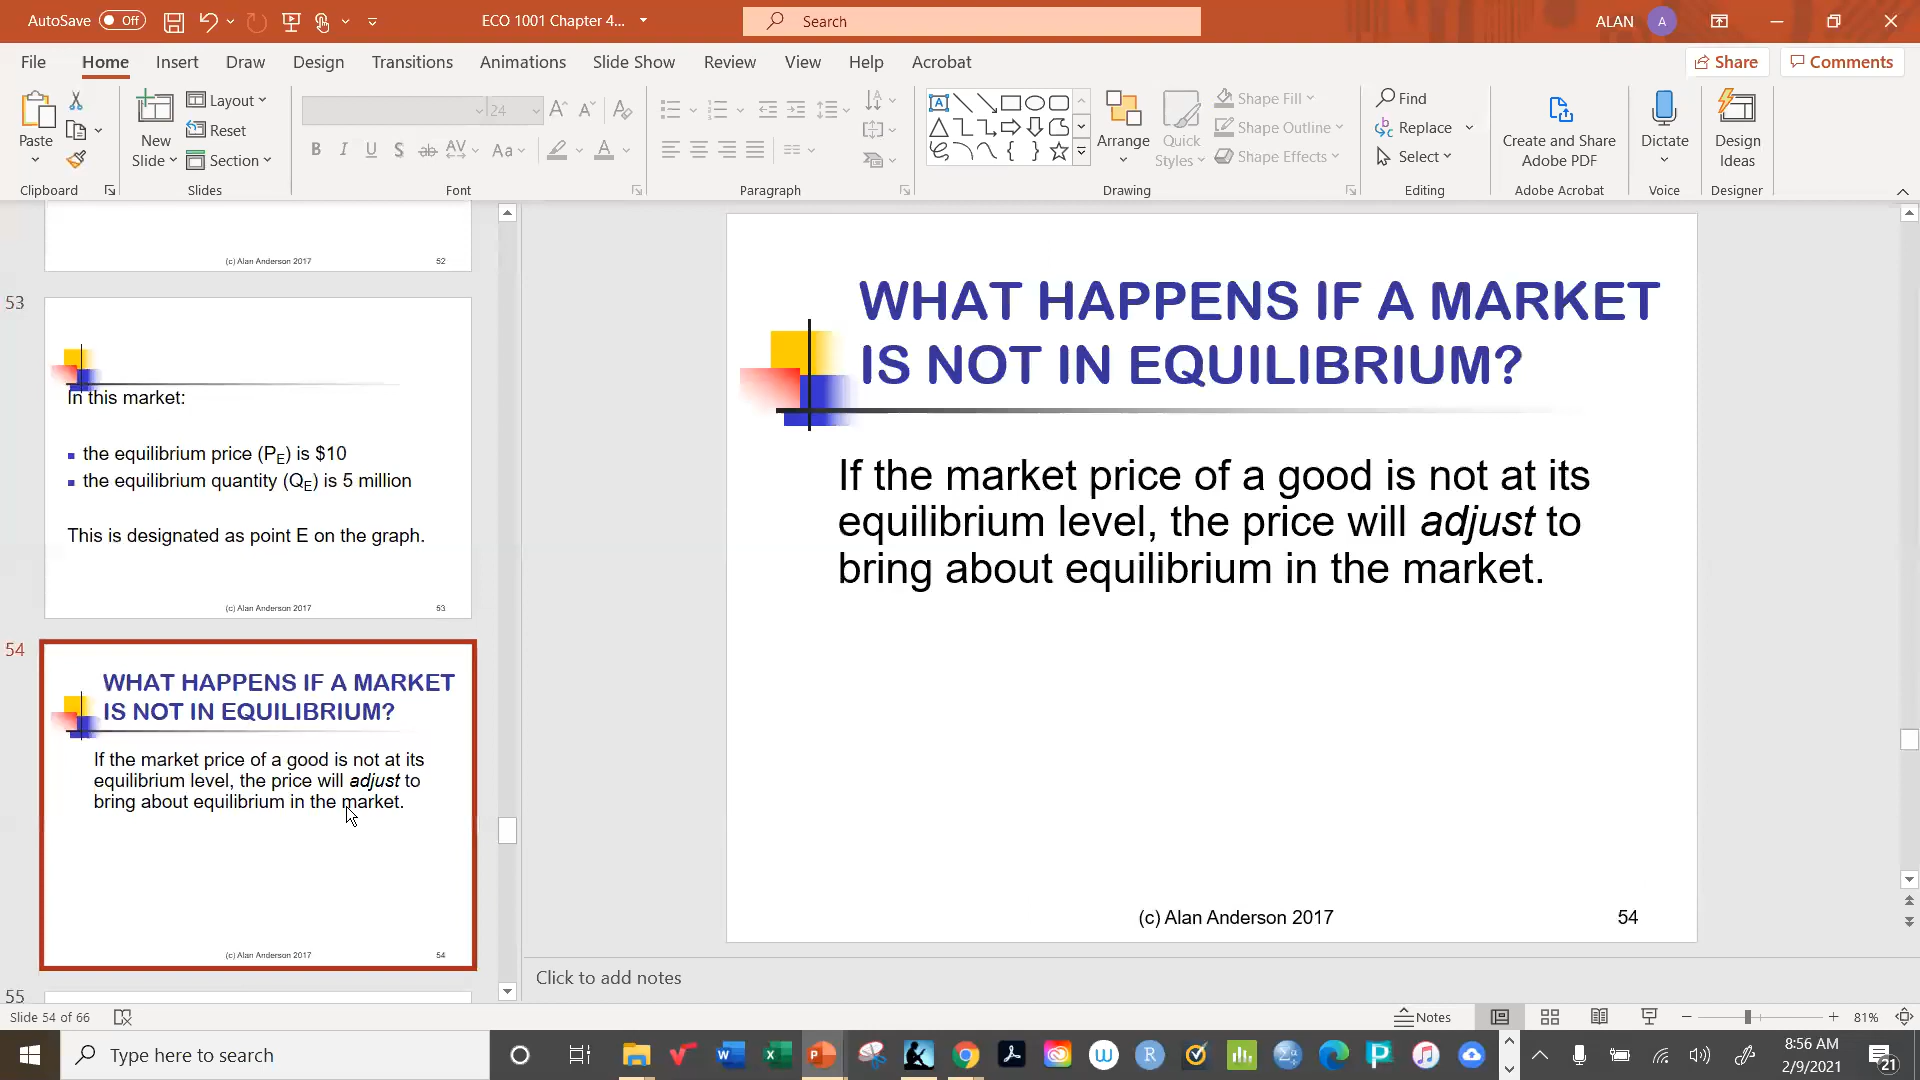 AutoSave Off ECO 1001 Chapter 4... Search ALAN A
File Home Insert Draw Design Transitions Animations Slide Show Review View Help Acrobat Share Comments
Paste New Slide Layout Reset Section 24 A A B I U S ab AV Aa A Arrange Quick Styles Shape Fill Shape Outline Shape Effects Find Replace Select Create and Share Adobe PDF Dictate Design Ideas
Clipboard Slides Font Paragraph Drawing Editing Adobe Acrobat Voice Designer
(c) Alan Anderson 2017 52
53
In this market:
the equilibrium price (PE) is $10
the equilibrium quantity (QE) is 5 million
This is designated as point E on the graph.
(c) Alan Anderson 2017 53
54
WHAT HAPPENS IF A MARKET
IS NOT IN EQUILIBRIUM?
If the market price of a good is not at its
equilibrium level, the price will adjust to
bring about equilibrium in the market.
(c) Alan Anderson 2017 54
55
WHAT HAPPENS IF A MARKET
IS NOT IN EQUILIBRIUM?
If the market price of a good is not at its
equilibrium level, the price will adjust to
bring about equilibrium in the market.
(c) Alan Anderson 2017 54
Click to add notes
Slide 54 of 66 Notes 81%
Type here to search 8:56 AM
2/9/2021 21